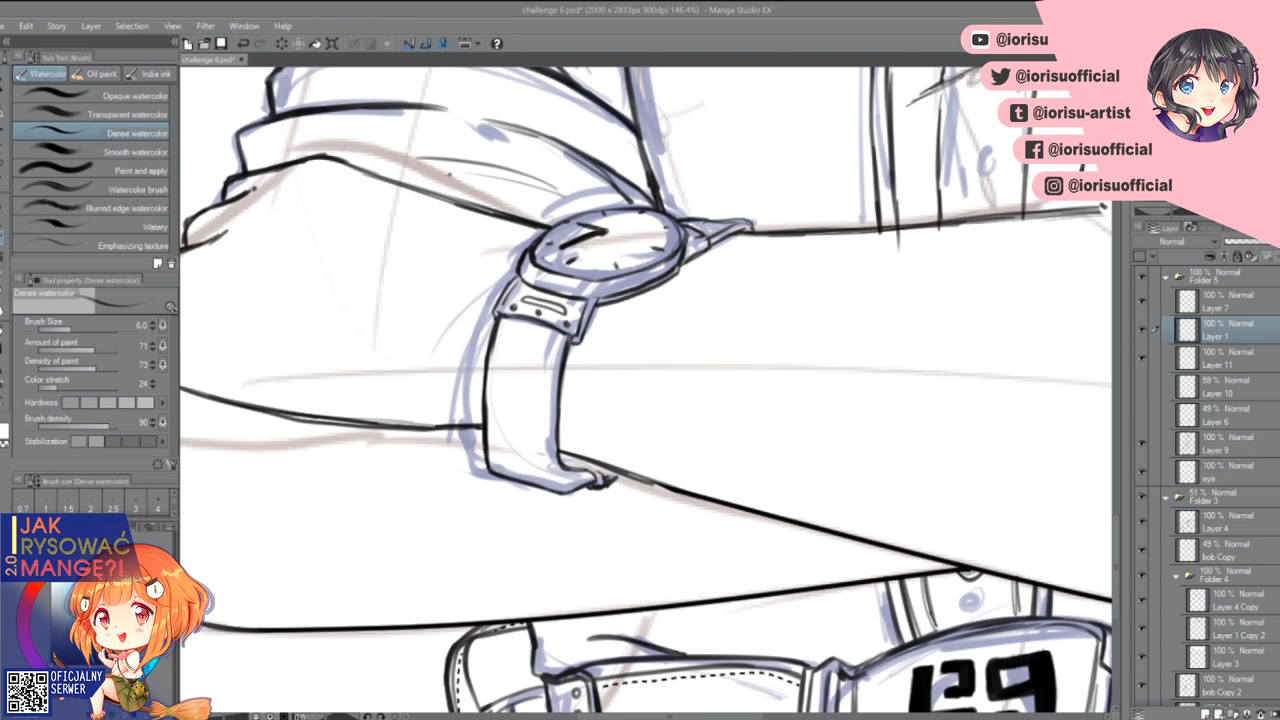 challenge 6.psd* (2000 x 2833px 300dpi 146.4%) - Manga Studio EX
Edit Story Layer Selection View Filter Window Help
challenge 6.psd*
Sub Tool [Brush]
Watercolor Oil paint India ink
Opaque watercolor
Transparent watercolor
Dense watercolor
Smooth watercolor
Paint and apply
Watercolor brush
Blurred edge watercolor
Watery
Emphasizing texture
Tool property [Dense watercolor]
Dense watercolor
Brush Size 6.0
Amount of paint 71
Density of paint 73
Color stretch 24
Hardness
Brush density 90
Stabilization
Brush size [Dense watercolor]
0.7 1 1.5 2 2.5 3 4
JAK
RYSOWAĆ
MANGĘ?!
2.0
OFICJALNY
SERWER
@iorisu
@iorisuofficial
@iorisu-artist
@iorisuofficial
@iorisuofficial
Layer
Normal
100 % Normal
Folder 5
100 % Normal
Layer 7
100 % Normal
Layer 1
100 % Normal
Layer 11
59 % Normal
Layer 10
49 % Normal
Layer 6
100 % Normal
Layer 9
100 % Normal
eye
51 % Normal
Folder 3
100 % Normal
Layer 4
49 % Normal
bob Copy
100 % Normal
Folder 4
100 % Normal
Layer 4 Copy
100 % Normal
Layer 1 Copy 2
100 % Normal
Layer 3
100 % Normal
bob Copy 2